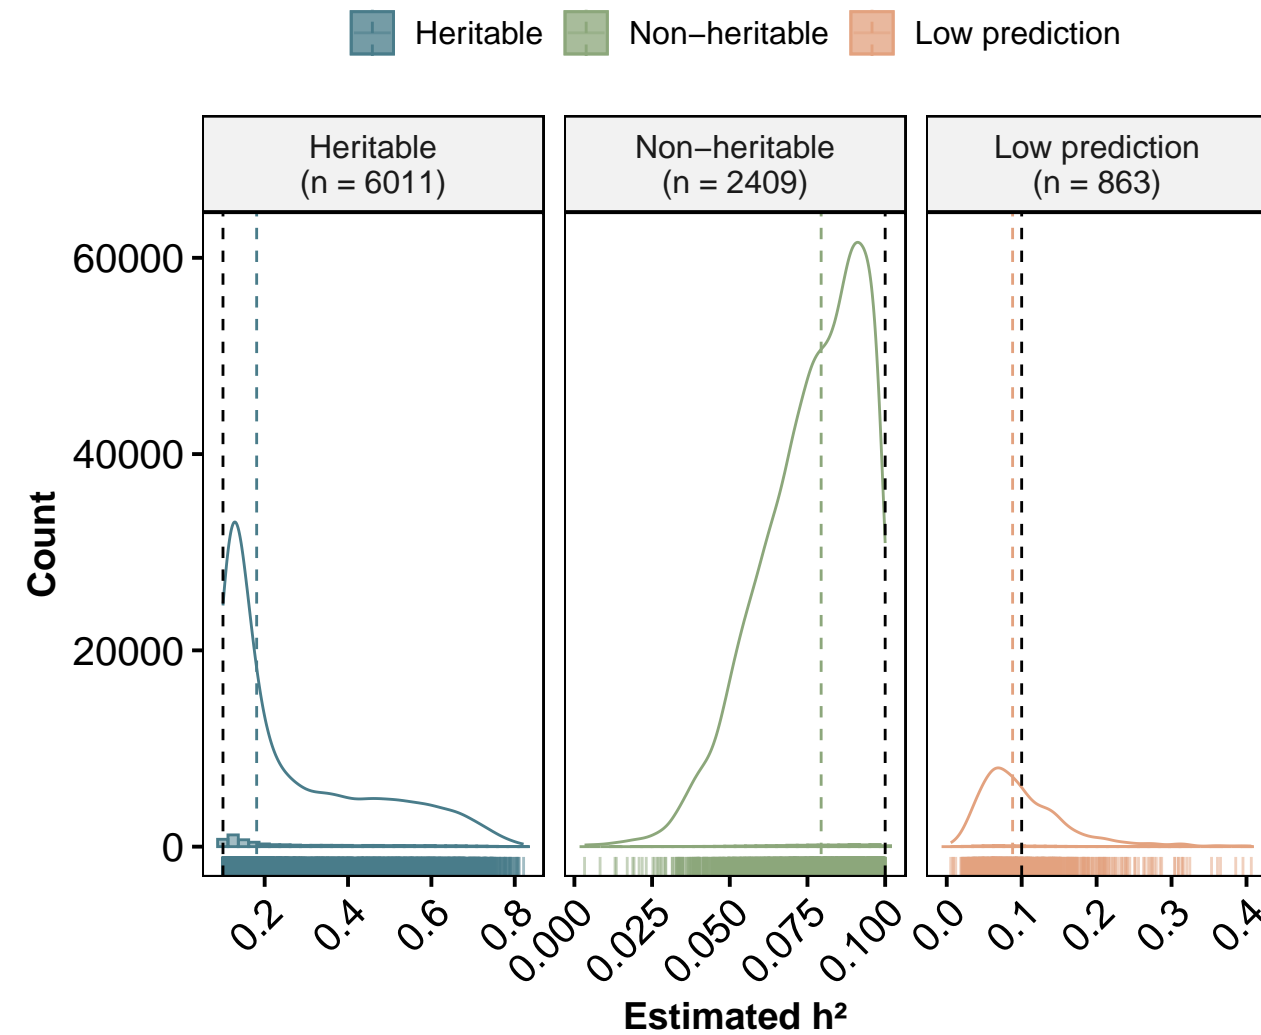 Heritable Non−heritable Low prediction
Heritable
(n = 6011)
Non−heritable
(n = 2409)
Low prediction
(n = 863)
Count
60000
40000
20000
0
0.2 0.4 0.6 0.8
0.000 0.025 0.050 0.075 0.100
0.0 0.1 0.2 0.3 0.4
Estimated h²